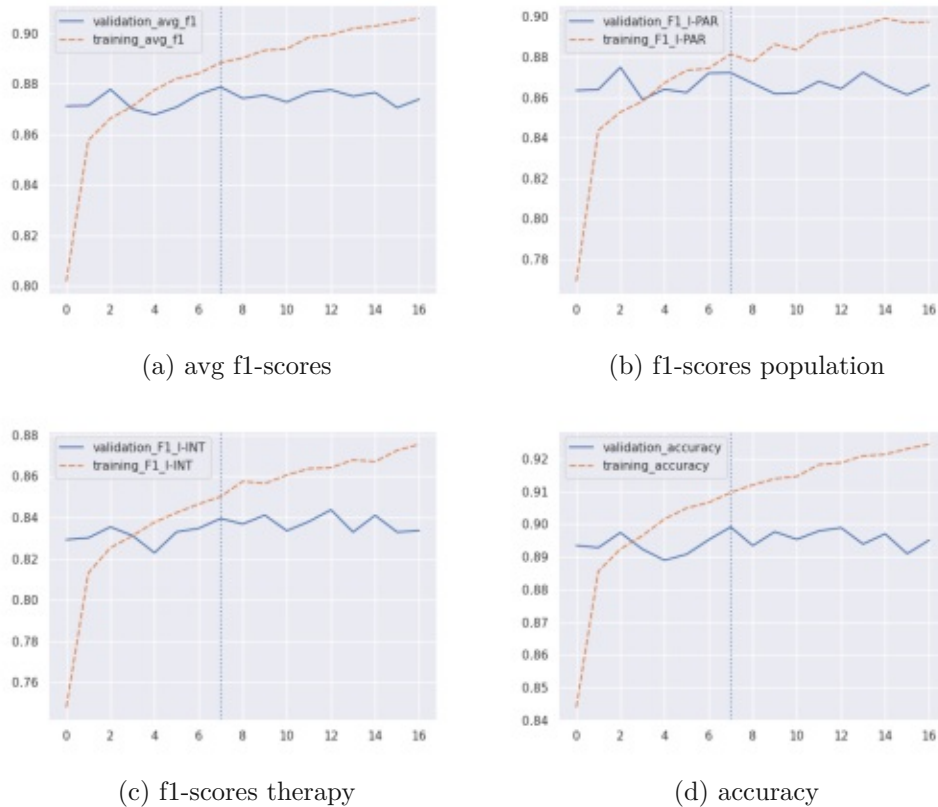 validation_avg_f1
training_avg_f1
0.90
0.88
0.86
0.84
0.82
0.80
0 2 4 6 8 10 12 14 16
(a) avg f1-scores
validation_F1_I-PAR
training_F1_I-PAR
0.90
0.88
0.86
0.84
0.82
0.80
0.78
0 2 4 6 8 10 12 14 16
(b) f1-scores population
validation_F1_I-INT
training_F1_I-INT
0.88
0.86
0.84
0.82
0.80
0.78
0.76
0 2 4 6 8 10 12 14 16
(c) f1-scores therapy
validation_accuracy
training_accuracy
0.92
0.91
0.90
0.89
0.88
0.87
0.86
0.85
0.84
0 2 4 6 8 10 12 14 16
(d) accuracy